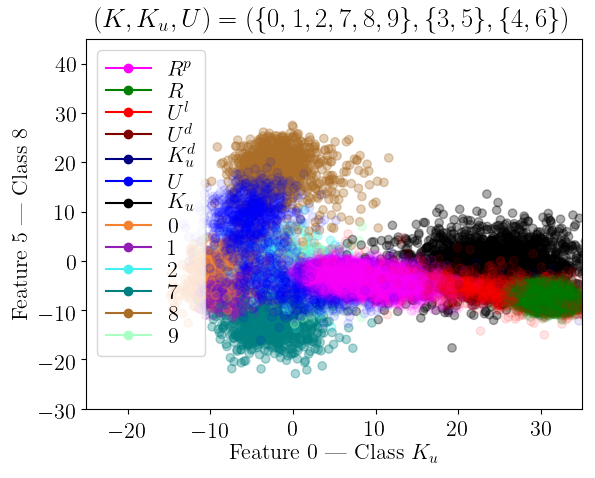 (K, K_u, U) = ({0, 1, 2, 7, 8, 9}, {3, 5}, {4, 6})
40
30
20
10
0
−10
−20
−30
Feature 5 — Class 8
R^p
R
U^l
U^d
K_u^d
U
K_u
0
1
2
7
8
9
−20
−10
0
10
20
30
Feature 0 — Class K_u